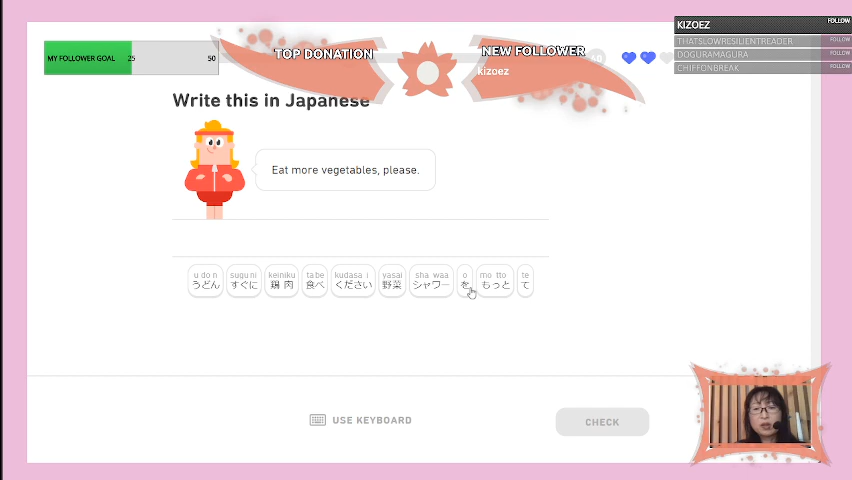 KIZOEZ FOLLOW
THATSLOWRESILIENTREADER FOLLOW
DOGURAMAGURA FOLLOW
CHIFFONBREAK FOLLOW
MY FOLLOWER GOAL 25 50
TOP DONATION
NEW FOLLOWER
kizoez
Write this in Japanese
Eat more vegetables, please.
u do n sugu ni keiniku ta be kudasa i yasai sha waa o mo tto te
うどん すぐに 鶏肉 食べ ください 野菜 シャワー を もっと て
USE KEYBOARD
CHECK